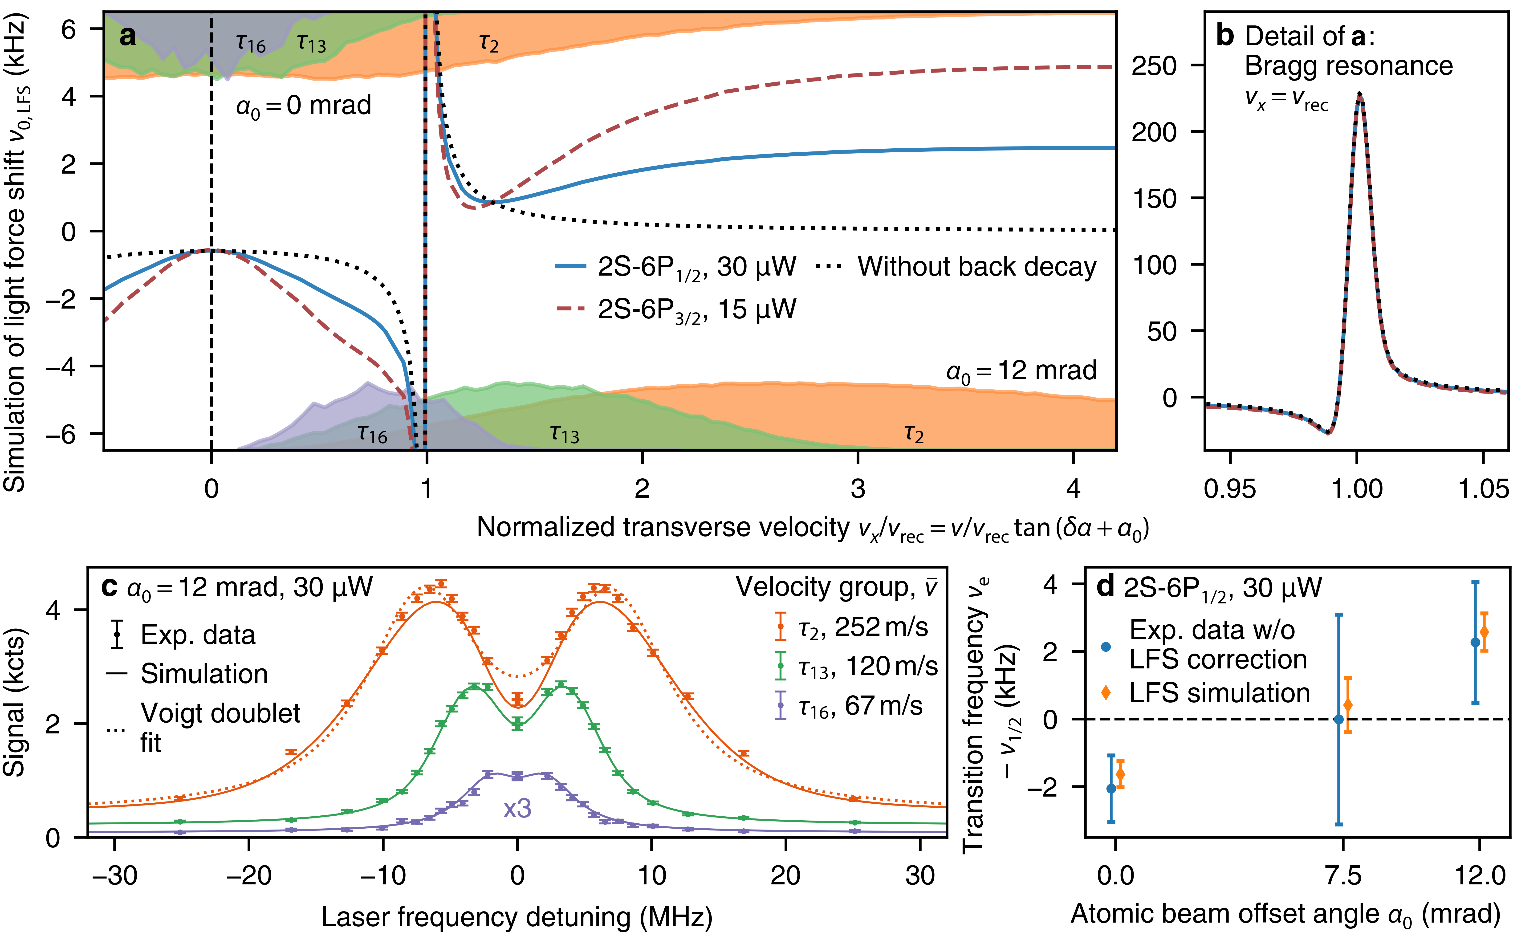 a
τ16 τ13 τ2
α0 = 0 mrad
6
4
2
0
−2
−4
−6
Simulation of light force shift ν0,LFS (kHz)
2S-6P1/2, 30 µW
2S-6P3/2, 15 µW
Without back decay
α0 = 12 mrad
τ16 τ13 τ2
0 1 2 3 4
Normalized transverse velocity vx/vrec = v/vrec tan (δα + α0)
b Detail of a:
Bragg resonance
vx = vrec
250
200
150
100
50
0
0.95 1.00 1.05
c α0 = 12 mrad, 30 µW
Exp. data
Simulation
Voigt doublet
fit
Velocity group, v̄
τ2, 252 m/s
τ13, 120 m/s
τ16, 67 m/s
x3
4
2
0
Signal (kcts)
−30 −20 −10 0 10 20 30
Laser frequency detuning (MHz)
d 2S-6P1/2, 30 µW
Exp. data w/o
LFS correction
LFS simulation
4
2
0
−2
Transition frequency νe
− ν1/2 (kHz)
0.0 7.5 12.0
Atomic beam offset angle α0 (mrad)